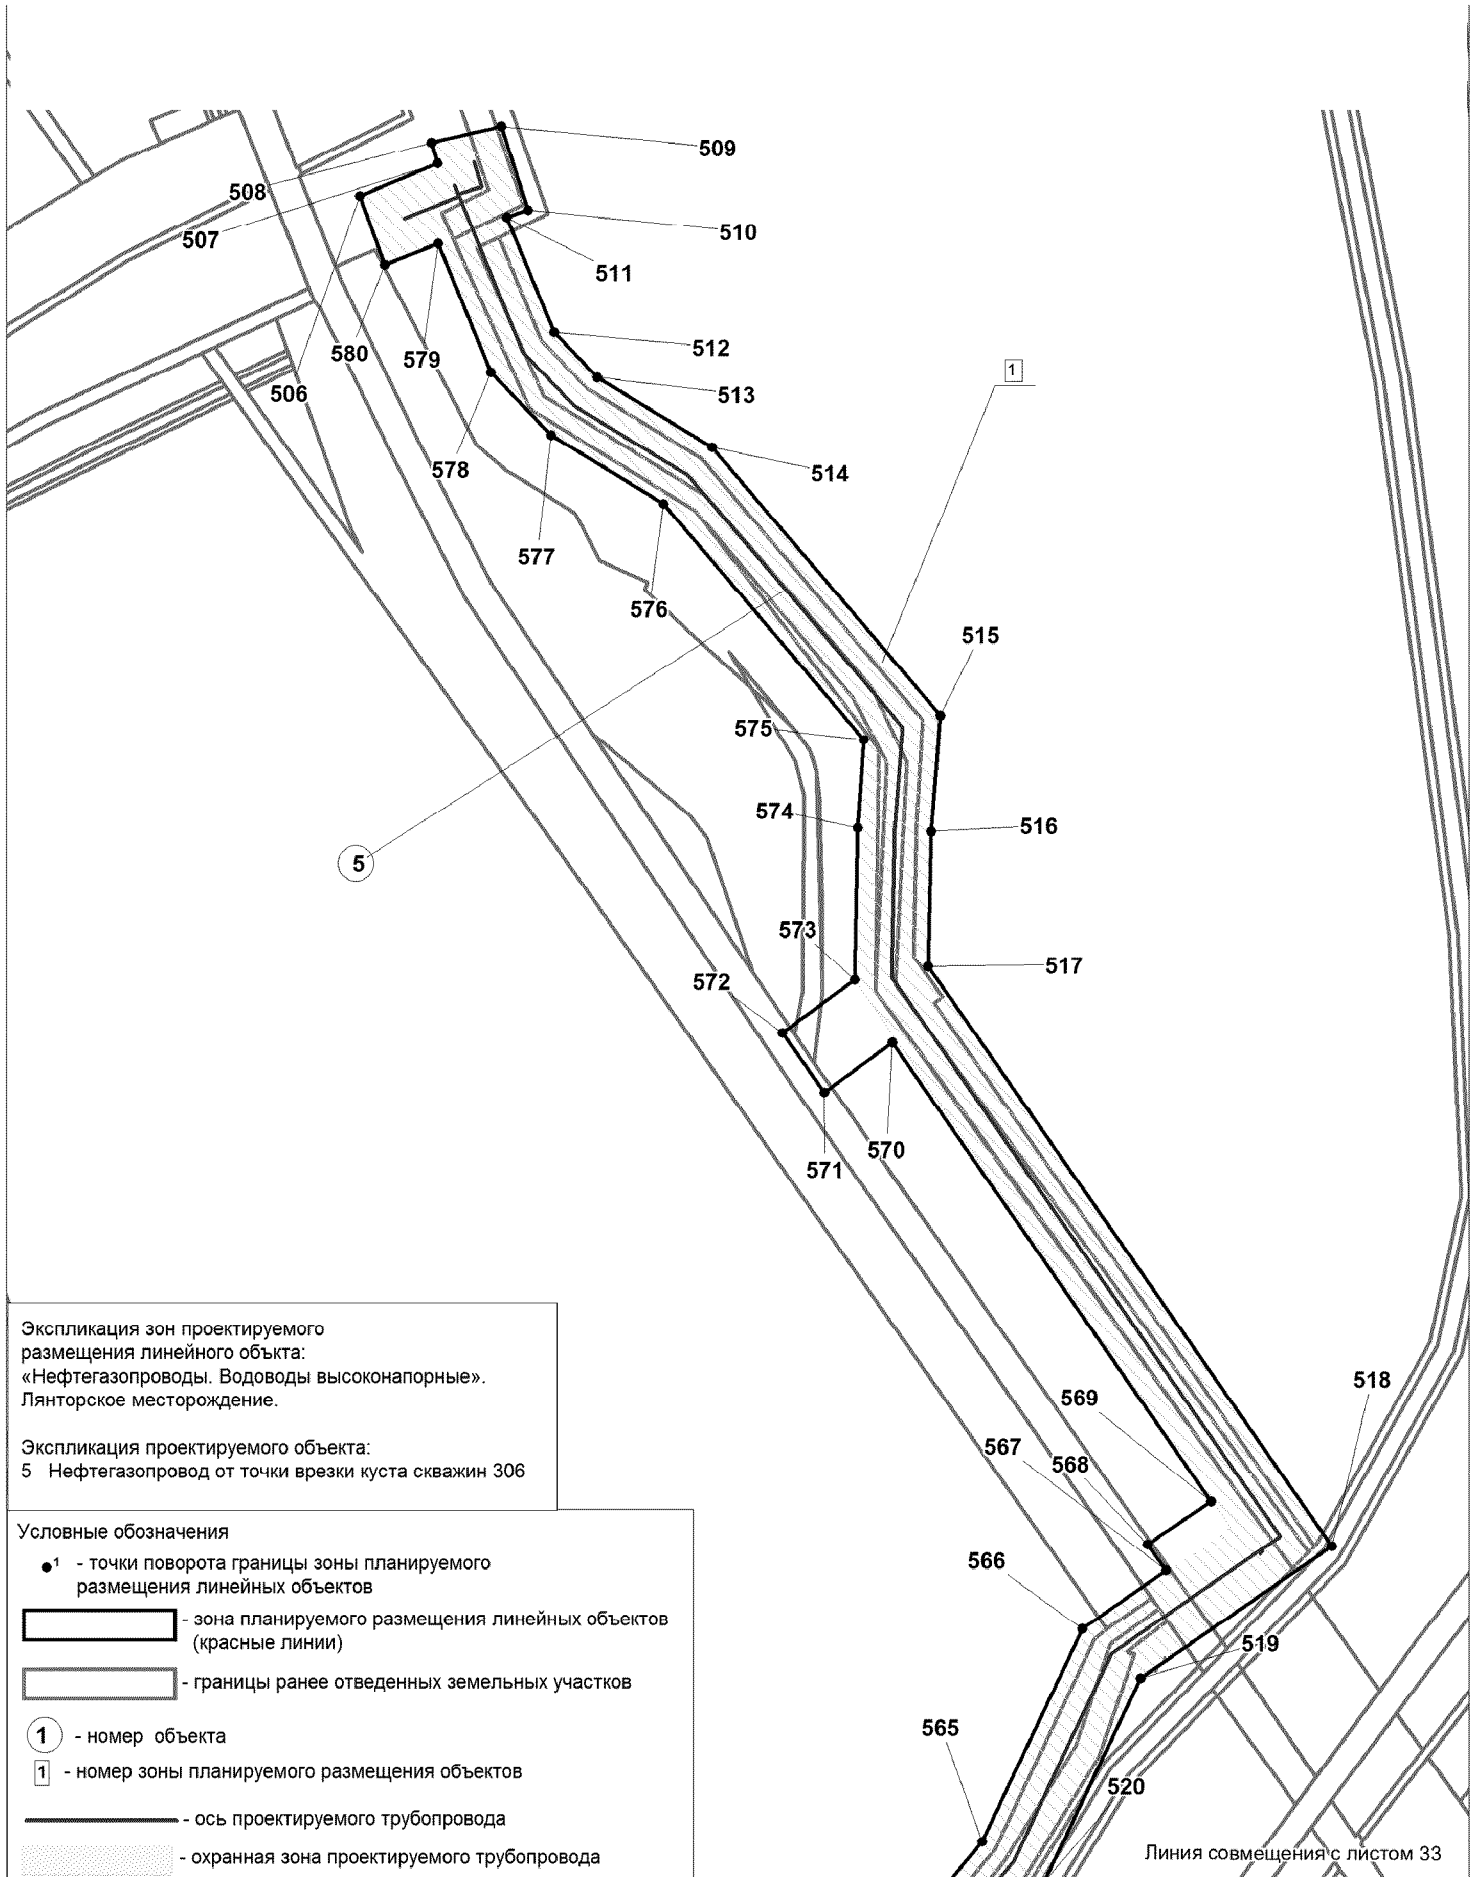 509
508
507
510
511
512
580
579
506
513
1
578
514
577
576
515
575
574
516
5
573
517
572
570
571
518
569
567
568
566
519
565
520
Экспликация зон проектируемого
размещения линейного объкта:
«Нефтегазопроводы. Водоводы высоконапорные».
Лянторское месторождение.
Экспликация проектируемого объекта:
5 Нефтегазопровод от точки врезки куста скважин 306
Условные обозначения
1 - точки поворота границы зоны планируемого
размещения линейных объектов
- зона планируемого размещения линейных объектов
(красные линии)
- границы ранее отведенных земельных участков
1 - номер объекта
1 - номер зоны планируемого размещения объектов
- ось проектируемого трубопровода
- охранная зона проектируемого трубопровода
Линия совмещения с листом 33